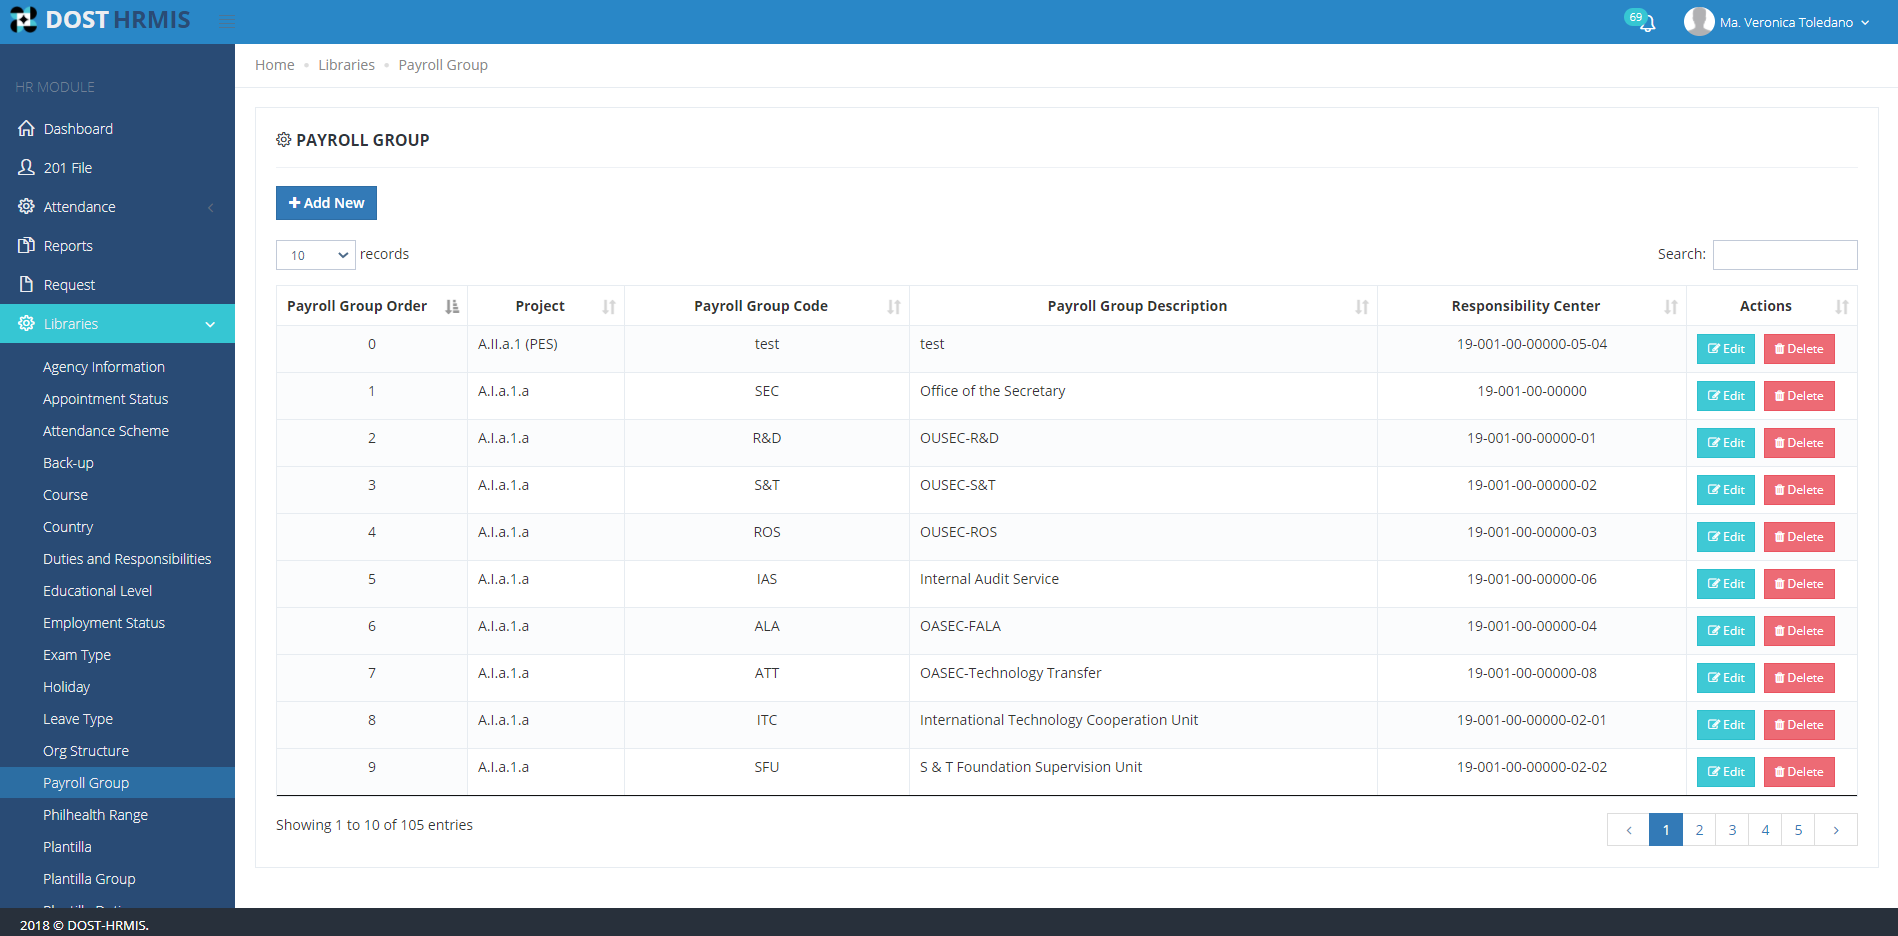 DOST HRMIS
69
Ma. Veronica Toledano
HR MODULE
Dashboard
201 File
Attendance
Reports
Request
Libraries
Agency Information
Appointment Status
Attendance Scheme
Back-up
Course
Country
Duties and Responsibilities
Educational Level
Employment Status
Exam Type
Holiday
Leave Type
Org Structure
Payroll Group
Philhealth Range
Plantilla
Plantilla Group
Home • Libraries • Payroll Group
PAYROLL GROUP
Add New
10 records Search:
Payroll Group Order Project Payroll Group Code Payroll Group Description Responsibility Center Actions
0 A.II.a.1 (PES) test test 19-001-00-00000-05-04 Edit Delete
1 A.I.a.1.a SEC Office of the Secretary 19-001-00-00000 Edit Delete
2 A.I.a.1.a R&D OUSEC-R&D 19-001-00-00000-01 Edit Delete
3 A.I.a.1.a S&T OUSEC-S&T 19-001-00-00000-02 Edit Delete
4 A.I.a.1.a ROS OUSEC-ROS 19-001-00-00000-03 Edit Delete
5 A.I.a.1.a IAS Internal Audit Service 19-001-00-00000-06 Edit Delete
6 A.I.a.1.a ALA OASEC-FALA 19-001-00-00000-04 Edit Delete
7 A.I.a.1.a ATT OASEC-Technology Transfer 19-001-00-00000-08 Edit Delete
8 A.I.a.1.a ITC International Technology Cooperation Unit 19-001-00-00000-02-01 Edit Delete
9 A.I.a.1.a SFU S & T Foundation Supervision Unit 19-001-00-00000-02-02 Edit Delete
Showing 1 to 10 of 105 entries
< 1 2 3 4 5 >
2018 © DOST-HRMIS.